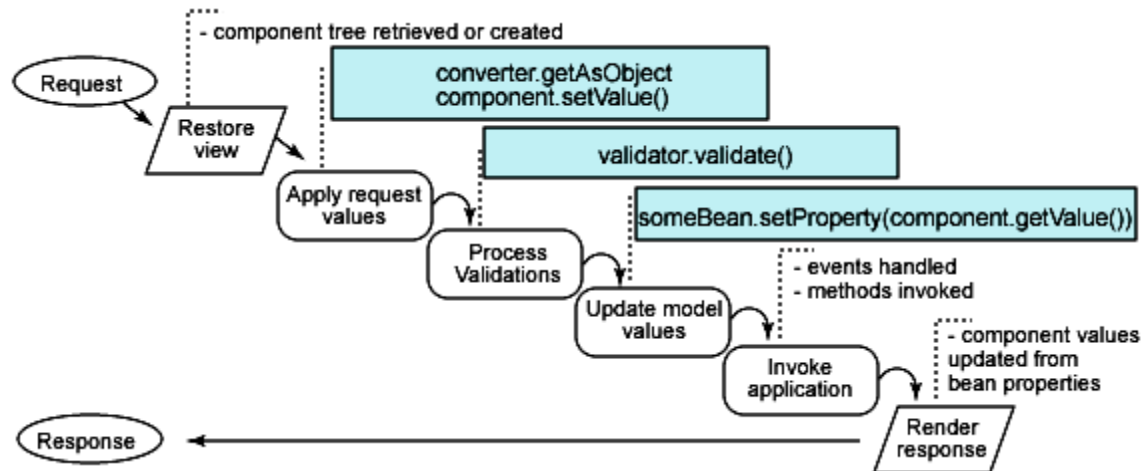 - component tree retrieved or created
Request
converter.getAsObject
component.setValue()
Restore
view
validator.validate()
Apply request
values
someBean.setProperty(component.getValue())
Process
Validations
- events handled
- methods invoked
Update model
values
- component values
updated from
bean properties
Invoke
application
Render
response
Response